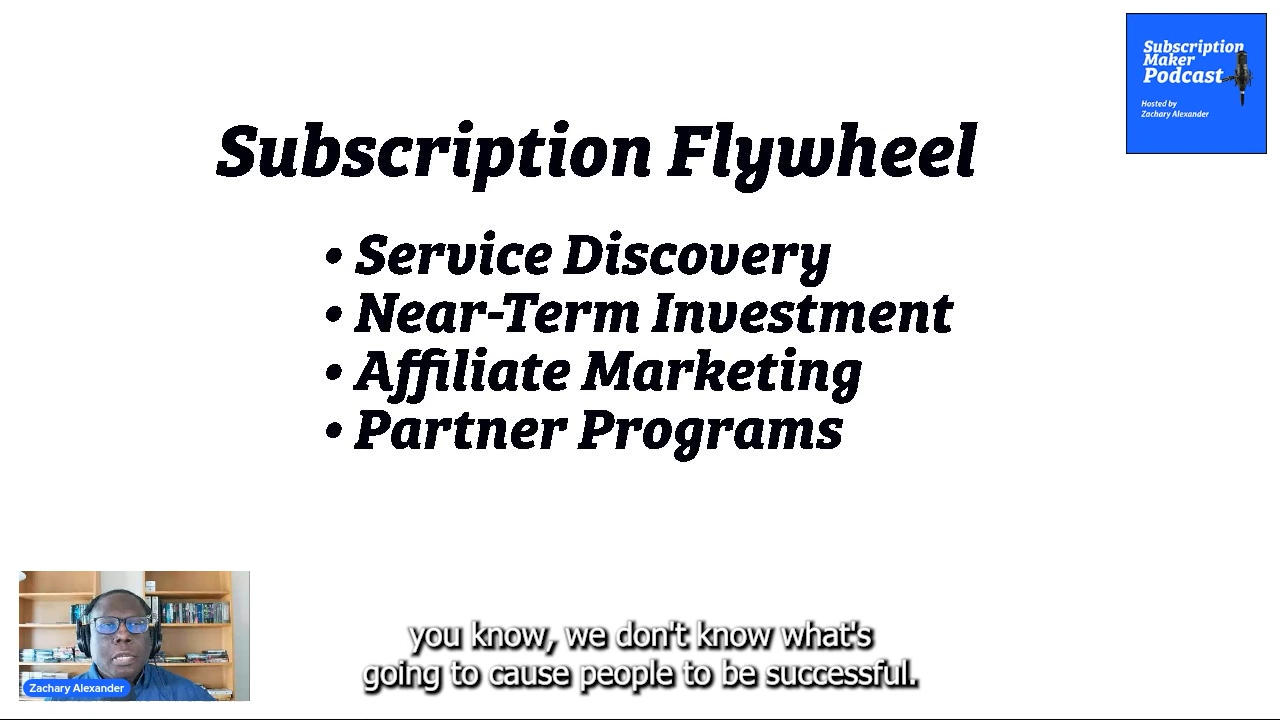 Subscription
Maker
Podcast
Hosted by
Zachary Alexander
Subscription Flywheel
• Service Discovery
• Near-Term Investment
• Affiliate Marketing
• Partner Programs
Zachary Alexander
you know, we don't know what's
going to cause people to be successful.